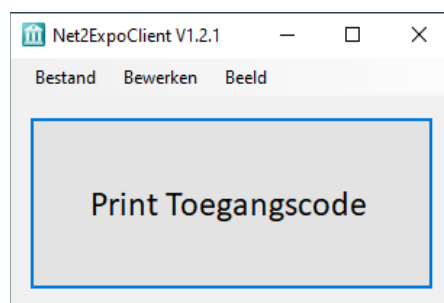 Net2ExpoClient V1.2.1
Bestand Bewerken Beeld
Print Toegangscode